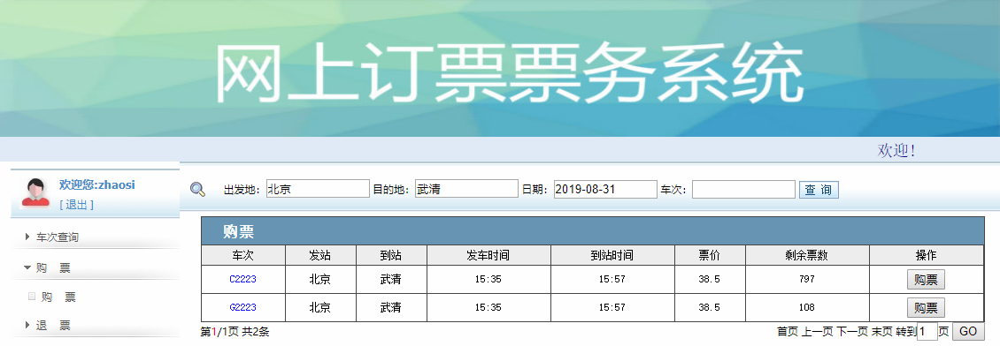 网上订票票务系统
欢迎!
欢迎您:zhaosi
[ 退出 ]
车次查询
购 票
购 票
退 票
出发地: 北京 目的地: 武清 日期: 2019-08-31 车次: 查 询
购票
车次 发站 到站 发车时间 到站时间 票价 剩余票数 操作
C2223 北京 武清 15:35 15:57 38.5 797 购票
G2223 北京 武清 15:35 15:57 38.5 108 购票
第1/1页 共2条 首页 上一页 下一页 末页 转到 1 页 GO